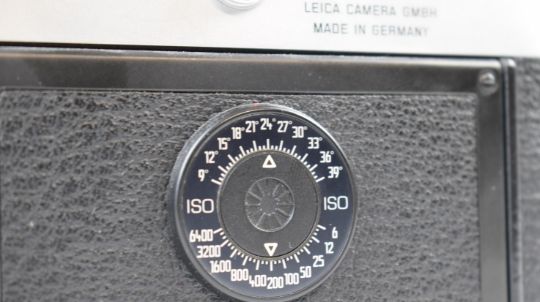 LEICA CAMERA GMBH
MADE IN GERMANY
9° 12° 15° 18° 21° 24° 27° 30° 33° 36° 39°
ISO ISO
6400 3200 1600 800 400 200 100 50 25 12 6